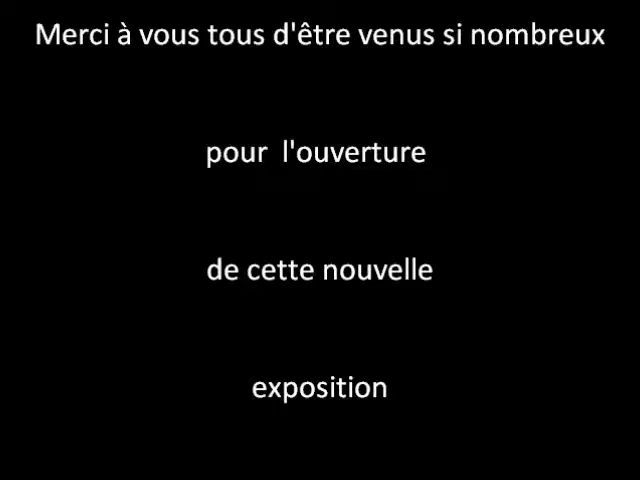 Merci à vous tous d'être venus si nombreux
pour l'ouverture
de cette nouvelle
exposition